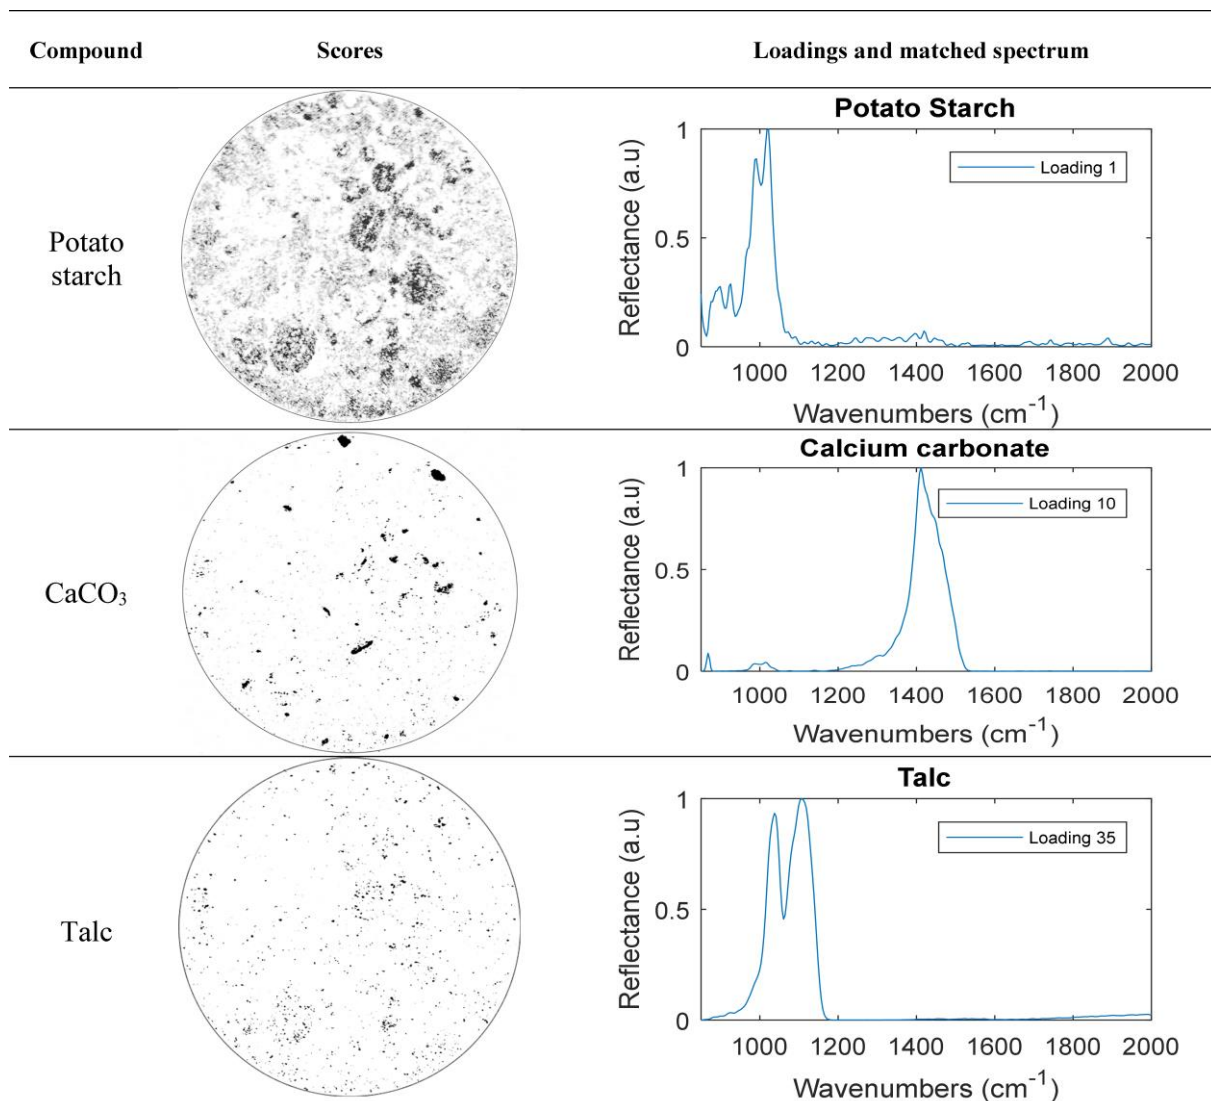 Compound Scores Loadings and matched spectrum
Potato
starch
Potato Starch
Reflectance (a.u)
1
0.5
0
Loading 1
1000 1200 1400 1600 1800 2000
Wavenumbers (cm⁻¹)
CaCO₃
Calcium carbonate
Reflectance (a.u)
1
0.5
0
Loading 10
1000 1200 1400 1600 1800 2000
Wavenumbers (cm⁻¹)
Talc
Talc
Reflectance (a.u)
1
0.5
0
Loading 35
1000 1200 1400 1600 1800 2000
Wavenumbers (cm⁻¹)